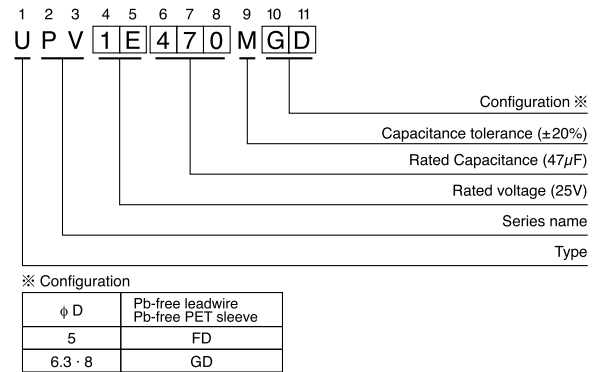 1 2 3 4 5 6 7 8 9 10 11
U P V 1 E 4 7 0 M G D
Configuration ※
Capacitance tolerance (±20%)
Rated Capacitance (47µF)
Rated voltage (25V)
Series name
Type
※ Configuration
ϕ D Pb-free leadwire
Pb-free PET sleeve
5 FD
6.3 · 8 GD